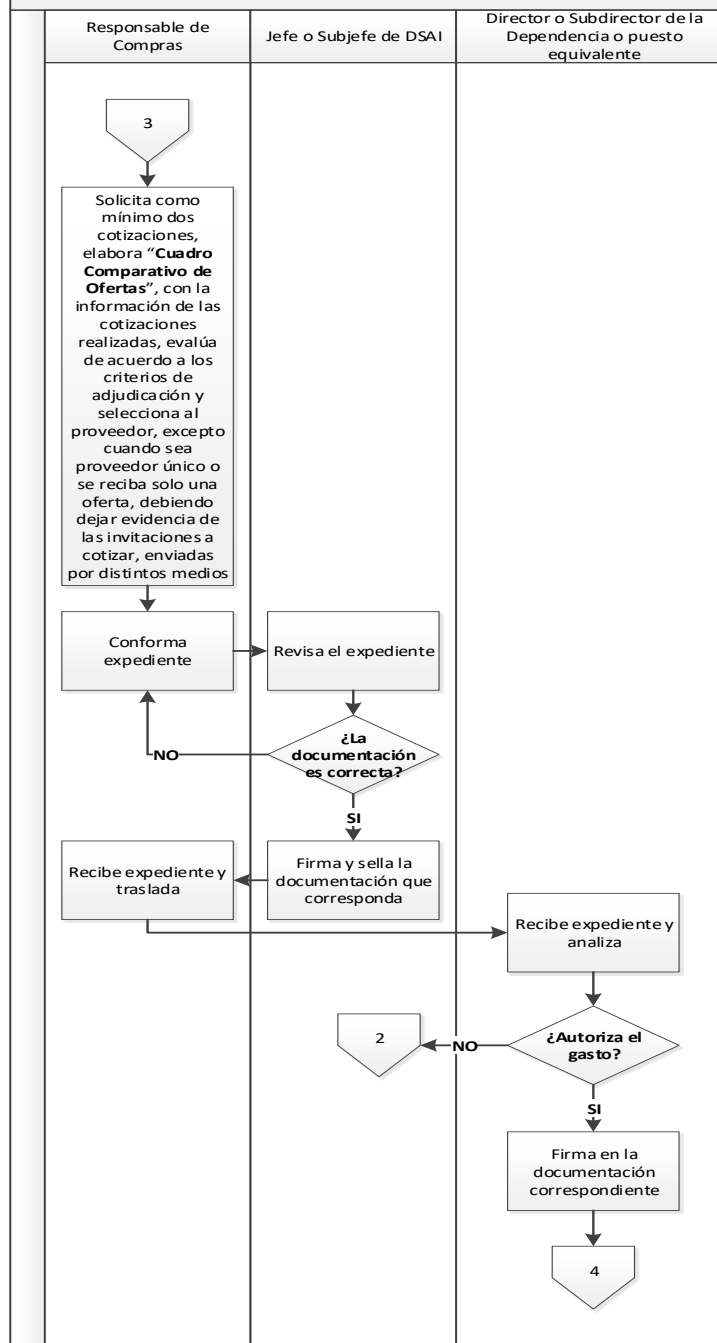 Responsable de
Compras
Jefe o Subjefe de DSAI
Director o Subdirector de la
Dependencia o puesto
equivalente
3
Solicita como
mínimo dos
cotizaciones,
elabora “Cuadro
Comparativo de
Ofertas”, con la
información de las
cotizaciones
realizadas, evalúa
de acuerdo a los
criterios de
adjudicación y
selecciona al
proveedor, excepto
cuando sea
proveedor único o
se reciba solo una
oferta, debiendo
dejar evidencia de
las invitaciones a
cotizar, enviadas
por distintos medios
Conforma
expediente
Revisa el expediente
¿La
documentación
es correcta?
NO
SI
Firma y sella la
documentación que
corresponda
Recibe expediente y
traslada
Recibe expediente y
analiza
¿Autoriza el
gasto?
NO
2
SI
Firma en la
documentación
correspondiente
4